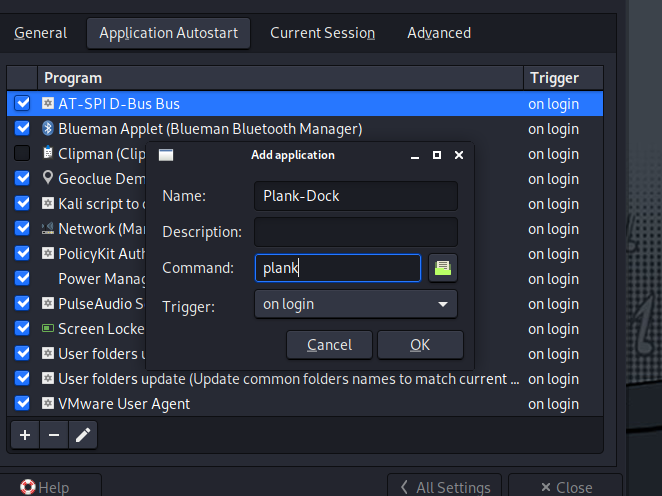 General Application Autostart Current Session Advanced
Program Trigger
AT-SPI D-Bus Bus on login
Blueman Applet (Blueman Bluetooth Manager) on login
Clipman (Clip on login
Add application
Geoclue Dem on login
Name: Plank-Dock
Kali script to on login
Description:
Network (Man on login
PolicyKit Auth on login
Command: plank
Power Manag on login
PulseAudio S on login
Trigger: on login
Screen Locke on login
Cancel OK
User folders u on login
User folders update (Update common folders names to match current ... on login
VMware User Agent on login
Help All Settings Close